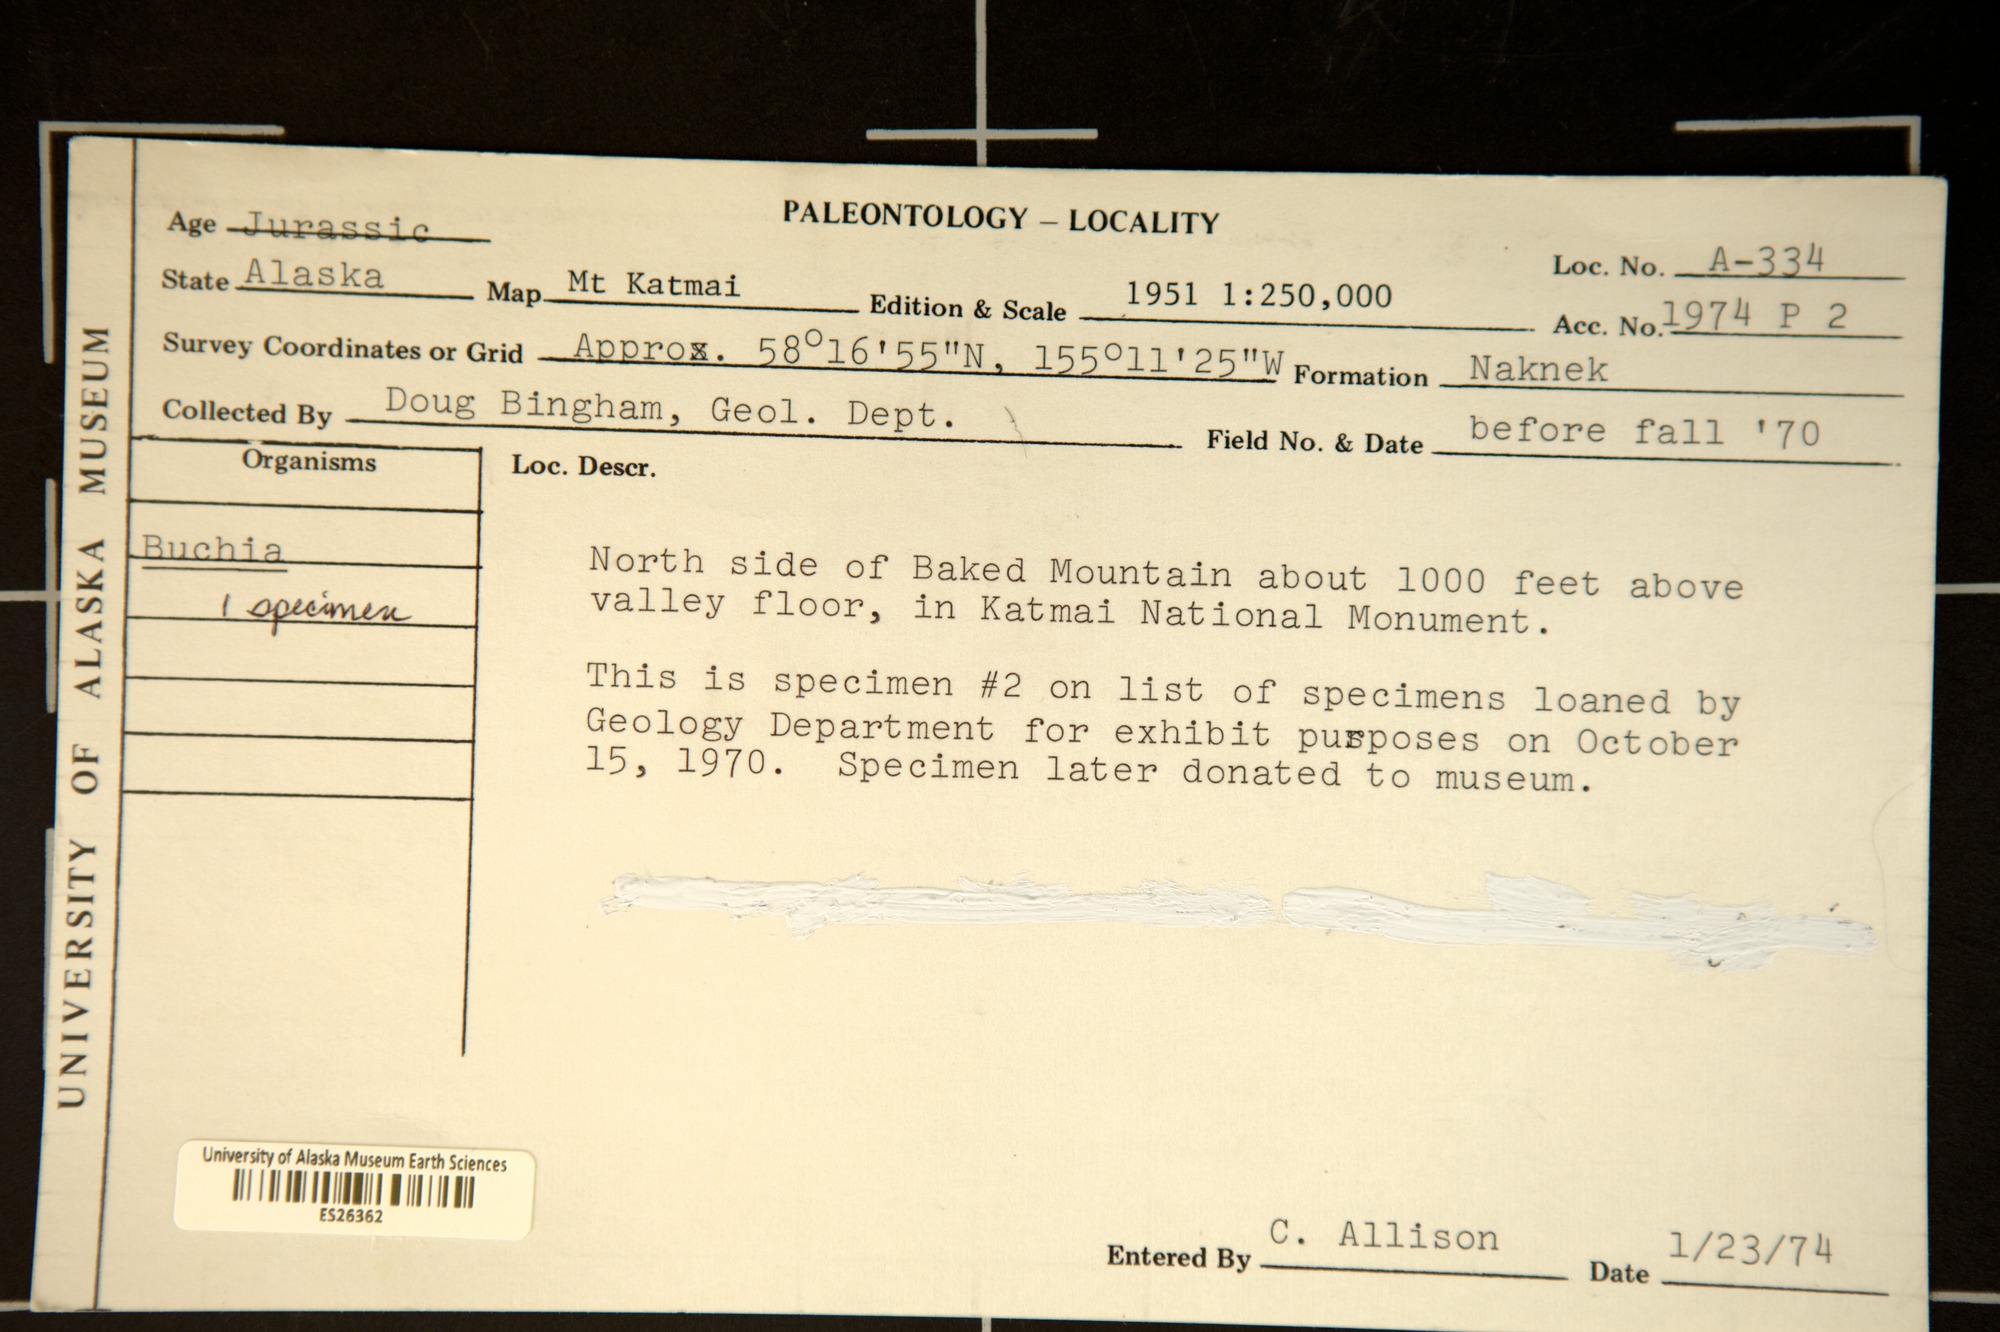 UNIVERSITY OF ALASKA MUSEUM
PALEONTOLOGY – LOCALITY
Age Jurassic
Loc. No. A-334
State Alaska Map Mt Katmai Edition & Scale 1951 1:250,000
Acc. No. 1974 P 2
Survey Coordinates or Grid Approx. 58°16'55"N, 155°11'25"W Formation Naknek
Collected By Doug Bingham, Geol. Dept. Field No. & Date before fall '70
Organisms
Loc. Descr.
Buchia
1 specimen
North side of Baked Mountain about 1000 feet above
valley floor, in Katmai National Monument.
This is specimen #2 on list of specimens loaned by
Geology Department for exhibit purposes on October
15, 1970. Specimen later donated to museum.
University of Alaska Museum Earth Sciences
ES26362
Entered By C. Allison Date 1/23/74